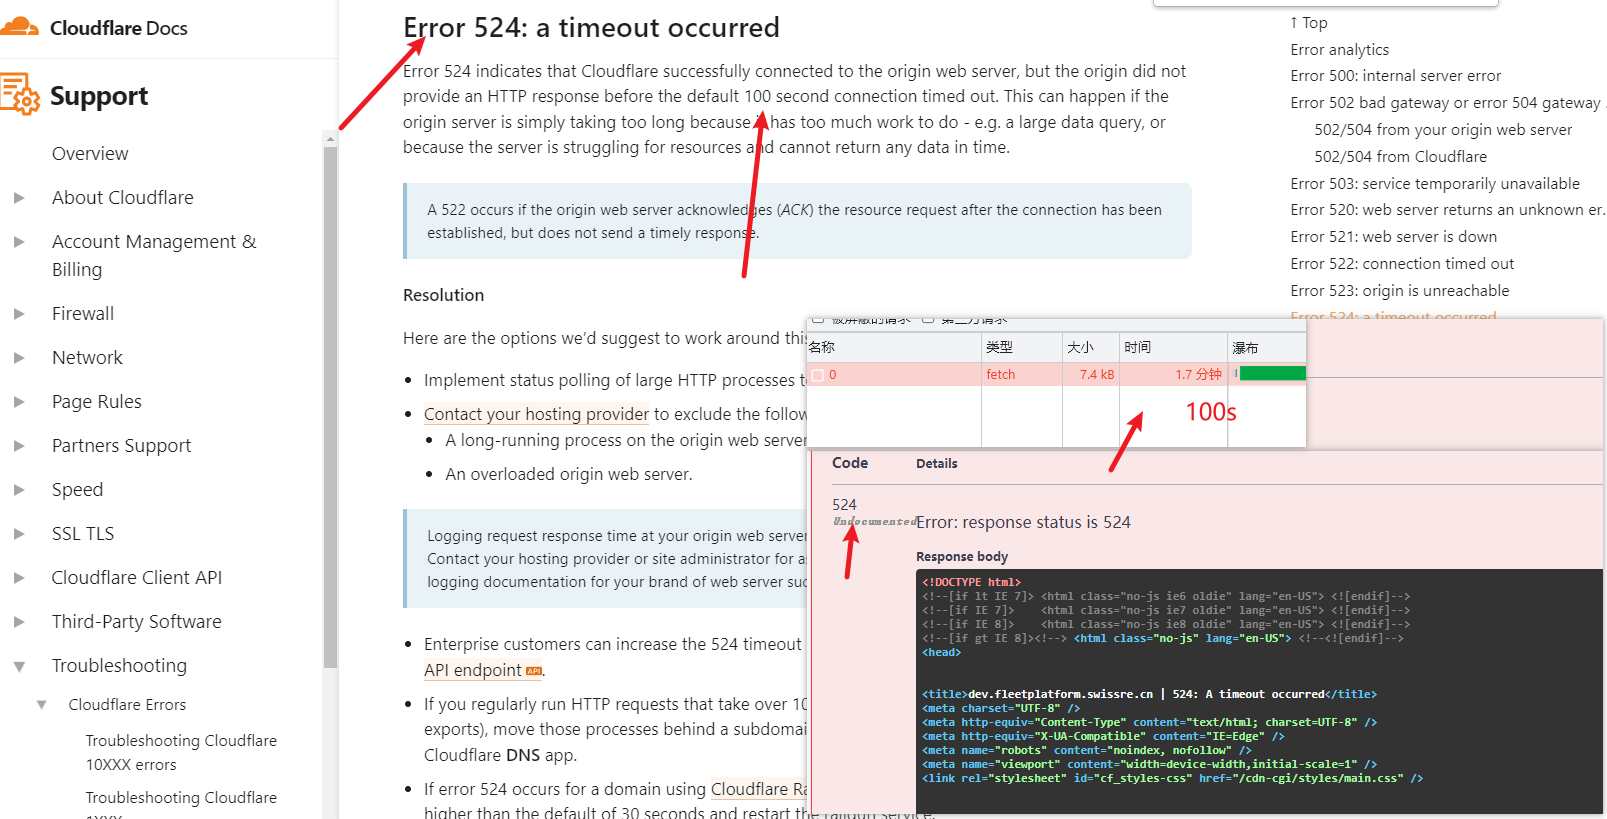 Cloudflare Docs
Support
Overview
About Cloudflare
Account Management &
Billing
Firewall
Network
Page Rules
Partners Support
Speed
SSL TLS
Cloudflare Client API
Third-Party Software
Troubleshooting
Cloudflare Errors
Troubleshooting Cloudflare
10XXX errors
Troubleshooting Cloudflare
1XXX
Error 524: a timeout occurred
Error 524 indicates that Cloudflare successfully connected to the origin web server, but the origin did not
provide an HTTP response before the default 100 second connection timed out. This can happen if the
origin server is simply taking too long because it has too much work to do - e.g. a large data query, or
because the server is struggling for resources and cannot return any data in time.
A 522 occurs if the origin web server acknowledges (ACK) the resource request after the connection has been
established, but does not send a timely response.
Resolution
Here are the options we’d suggest to work around this
Implement status polling of large HTTP processes t
Contact your hosting provider to exclude the follow
A long-running process on the origin web server
An overloaded origin web server.
Logging request response time at your origin web server
Contact your hosting provider or site administrator for a
logging documentation for your brand of web server suc
Enterprise customers can increase the 524 timeout
API endpoint API.
If you regularly run HTTP requests that take over 10
exports), move those processes behind a subdomai
Cloudflare DNS app.
If error 524 occurs for a domain using Cloudflare Ra
higher than the default of 30 seconds and restart the railgun service.
↑ Top
Error analytics
Error 500: internal server error
Error 502 bad gateway or error 504 gateway .
502/504 from your origin web server
502/504 from Cloudflare
Error 503: service temporarily unavailable
Error 520: web server returns an unknown er.
Error 521: web server is down
Error 522: connection timed out
Error 523: origin is unreachable
Error 524: a timeout occurred
被屏蔽的请求 第三方请求
名称 类型 大小 时间 瀑布
0 fetch 7.4 kB 1.7 分钟
100s
Code Details
524
Undocumented
Error: response status is 524
Response body
<!DOCTYPE html>
<!--[if lt IE 7]> <html class="no-js ie6 oldie" lang="en-US"> <![endif]-->
<!--[if IE 7]>    <html class="no-js ie7 oldie" lang="en-US"> <![endif]-->
<!--[if IE 8]>    <html class="no-js ie8 oldie" lang="en-US"> <![endif]-->
<!--[if gt IE 8]><!--> <html class="no-js" lang="en-US"> <!--<![endif]-->
<head>
<title>dev.fleetplatform.swissre.cn | 524: A timeout occurred</title>
<meta charset="UTF-8" />
<meta http-equiv="Content-Type" content="text/html; charset=UTF-8" />
<meta http-equiv="X-UA-Compatible" content="IE=Edge" />
<meta name="robots" content="noindex, nofollow" />
<meta name="viewport" content="width=device-width,initial-scale=1" />
<link rel="stylesheet" id="cf_styles-css" href="/cdn-cgi/styles/main.css" />